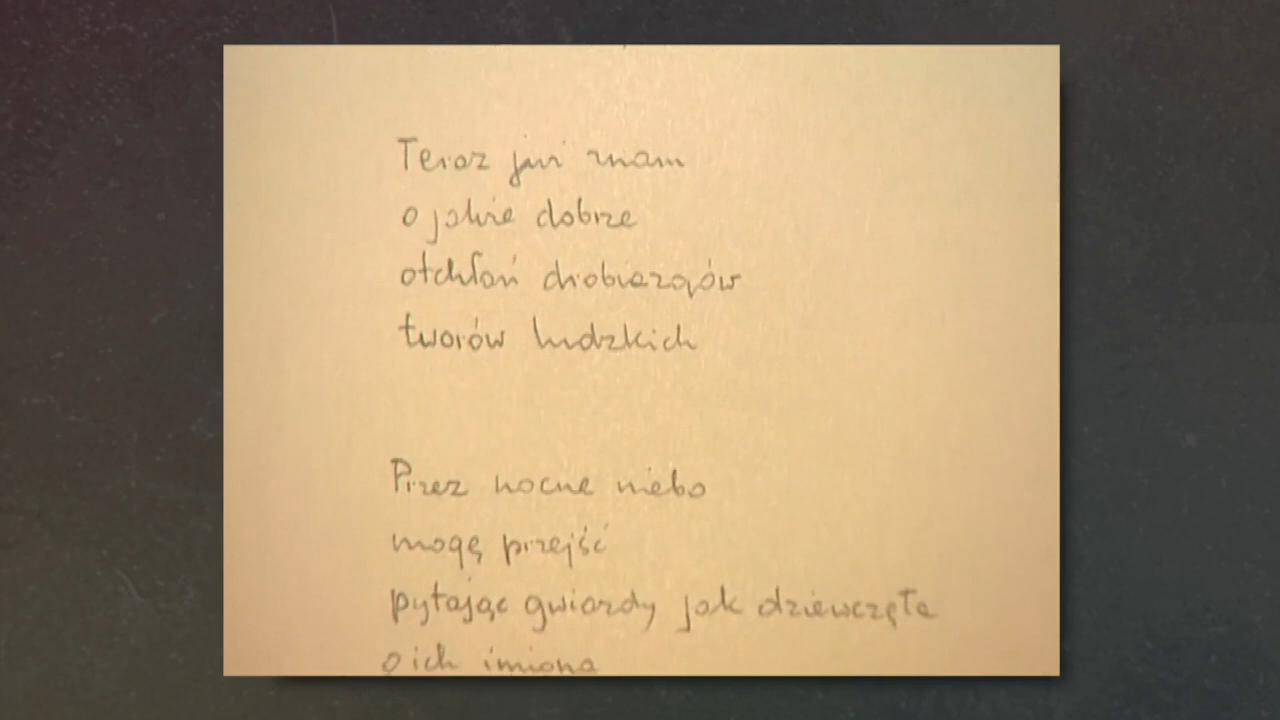 Teraz już znam
o jakie dobrze
otchłań drobiazgów
tworów ludzkich
Przez nocne niebo
mogę przejść
pytając gwiazdy jak dziewczęta
o ich imiona